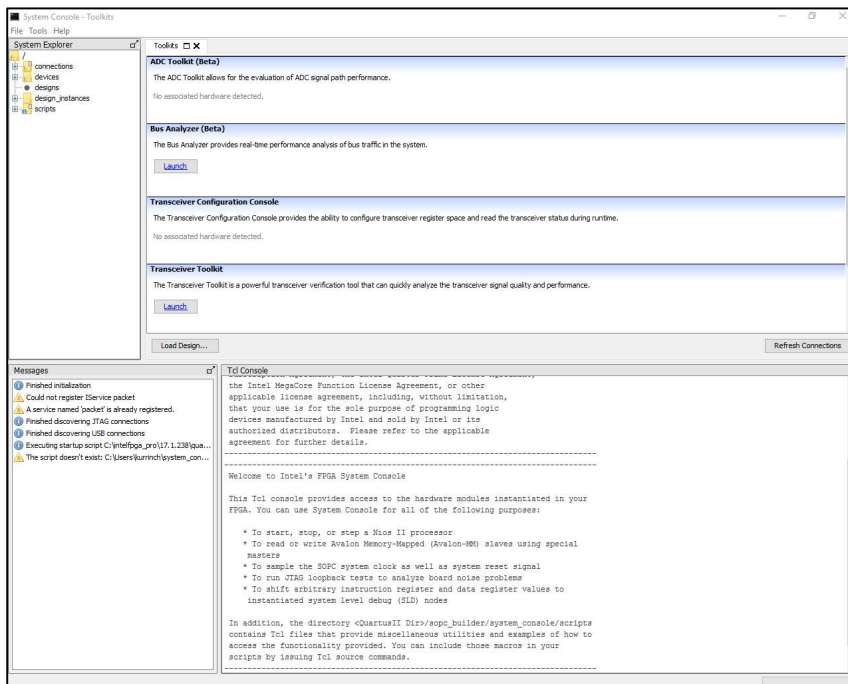 System Console - Toolkits
File Tools Help
System Explorer
/
connections
devices
designs
design_instances
scripts
Toolkits
ADC Toolkit (Beta)
The ADC Toolkit allows for the evaluation of ADC signal path performance.
No associated hardware detected.
Bus Analyzer (Beta)
The Bus Analyzer provides real-time performance analysis of bus traffic in the system.
Launch
Transceiver Configuration Console
The Transceiver Configuration Console provides the ability to configure transceiver register space and read the transceiver status during runtime.
No associated hardware detected.
Transceiver Toolkit
The Transceiver Toolkit is a powerful transceiver verification tool that can quickly analyze the transceiver signal quality and performance.
Launch
Load Design...
Refresh Connections
Messages
Finished initialization
Could not register IService packet
A service named 'packet' is already registered.
Finished discovering JTAG connections
Finished discovering USB connections
Executing startup script C:\intelfpga_pro\17.1.238\qua...
The script doesn't exist: C:\Users\kurrinch\system_con...
Tcl Console
the Intel MegaCore Function License Agreement, or other
applicable license agreement, including, without limitation,
that your use is for the sole purpose of programming logic
devices manufactured by Intel and sold by Intel or its
authorized distributors.  Please refer to the applicable
agreement for further details.
Welcome to Intel's FPGA System Console
This Tcl console provides access to the hardware modules instantiated in your
FPGA. You can use System Console for all of the following purposes:
* To start, stop, or step a Nios II processor
* To read or write Avalon Memory-Mapped (Avalon-MM) slaves using special
masters
* To sample the SOPC system clock as well as system reset signal
* To run JTAG loopback tests to analyze board noise problems
* To shift arbitrary instruction register and data register values to
instantiated system level debug (SLD) nodes
In addition, the directory <QuartusII Dir>/sopc_builder/system_console/scripts
contains Tcl files that provide miscellaneous utilities and examples of how to
access the functionality provided. You can include those macros in your
scripts by issuing Tcl source commands.